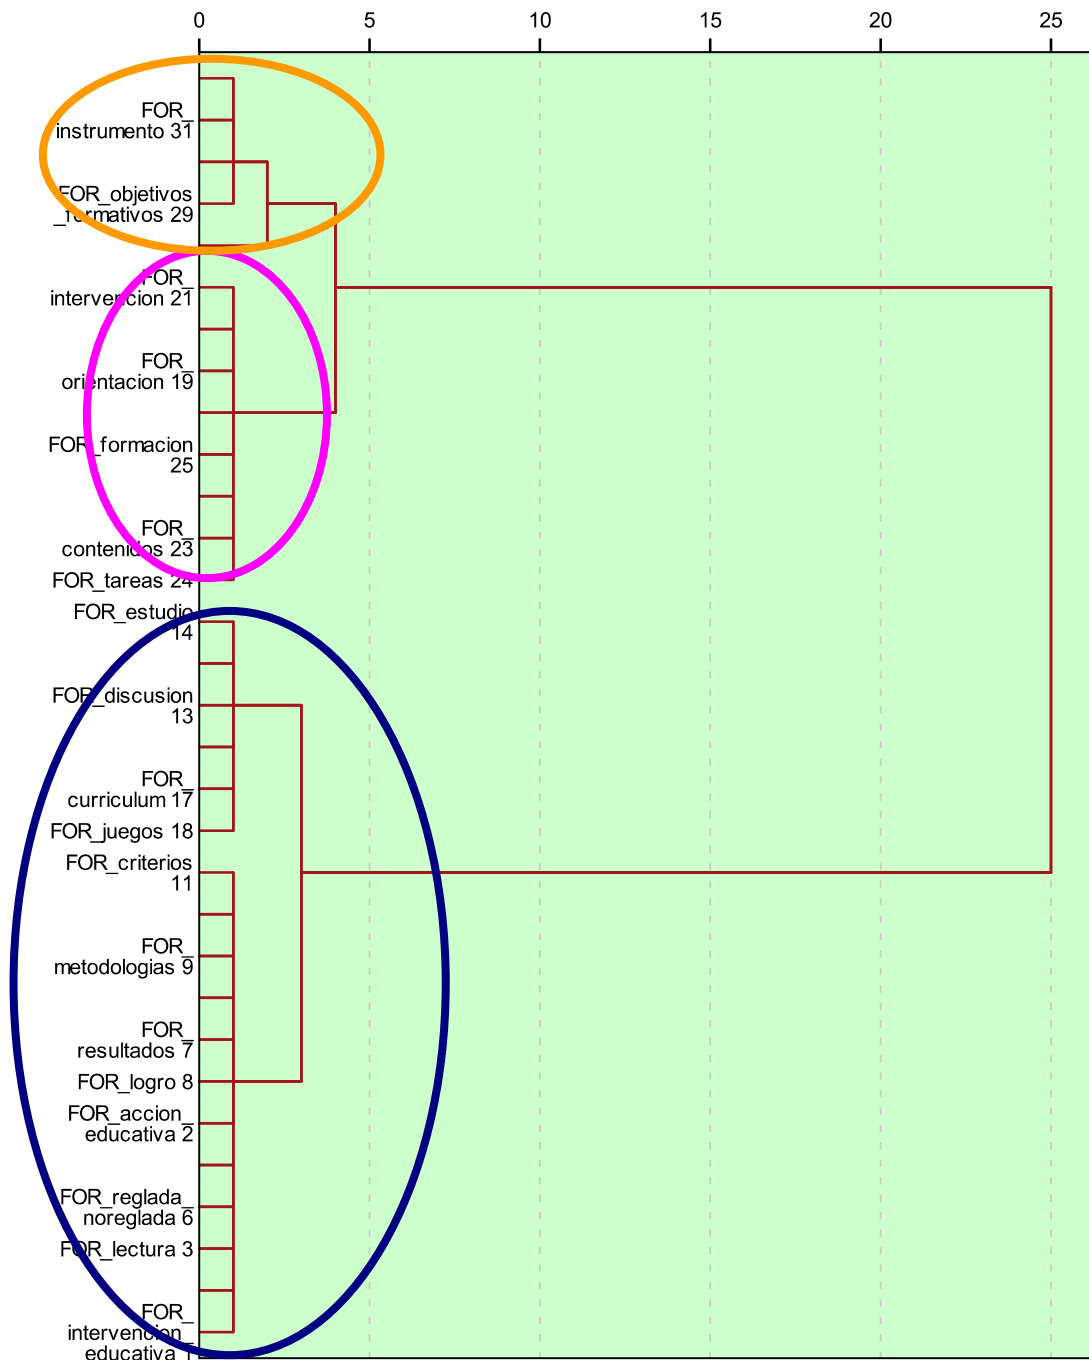 0 5 10 15 20 25
FOR_
instrumento 31
FOR_objetivos
_formativos 29
FOR_
intervencion 21
FOR_
orientacion 19
FOR_formacion
25
FOR_
contenidos 23
FOR_tareas 24
FOR_estudio
14
FOR_discusion
13
FOR_
curriculum 17
FOR_juegos 18
FOR_criterios
11
FOR_
metodologias 9
FOR_
resultados 7
FOR_logro 8
FOR_accion_
educativa 2
FOR_reglada_
noreglada 6
FOR_lectura 3
FOR_
intervencion_
educativa 1